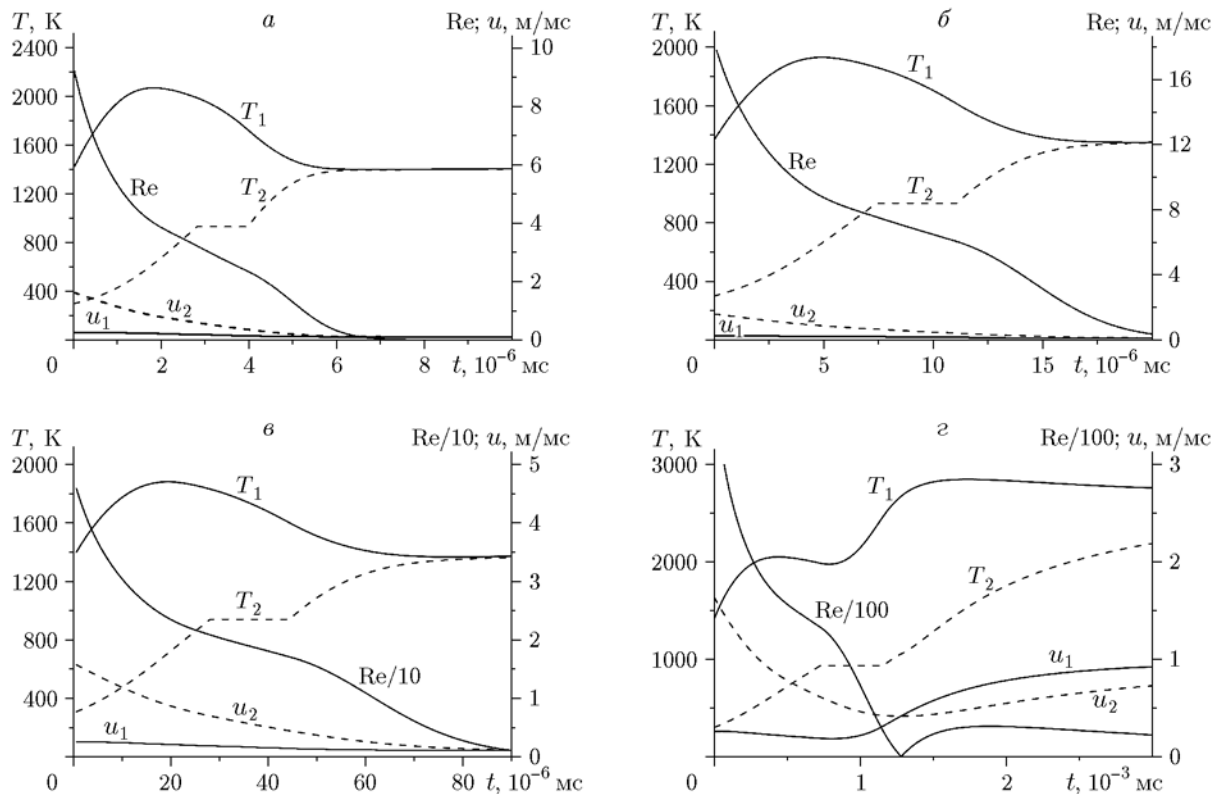 T, К
а
Re; u, м/мс
2400
2000
1600
1400
1200
800
400
0
10
8
6
4
2
0
T₁
Re
T₂
u₂
u₁
2
4
6
8
t, 10⁻⁶ мс
T, К
б
Re; u, м/мс
2000
1600
1200
800
400
0
16
12
8
4
0
T₁
Re
T₂
u₂
u₁
5
10
15
t, 10⁻⁶ мс
T, К
в
Re/10; u, м/мс
2000
1600
1200
800
400
0
5
4
3
2
1
0
T₁
T₂
Re/10
u₂
u₁
20
40
60
80
t, 10⁻⁶ мс
T, К
г
Re/100; u, м/мс
3000
2000
1000
0
3
2
1
0
T₁
T₂
Re/100
u₁
u₂
1
2
t, 10⁻³ мс